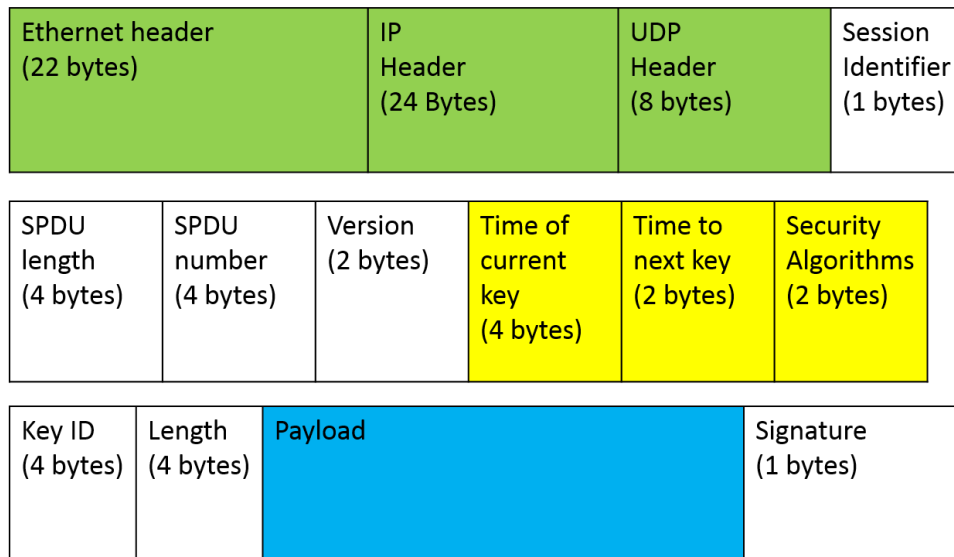 Ethernet header
(22 bytes)
IP
Header
(24 Bytes)
UDP
Header
(8 bytes)
Session
Identifier
(1 bytes)
SPDU
length
(4 bytes)
SPDU
number
(4 bytes)
Version
(2 bytes)
Time of
current
key
(4 bytes)
Time to
next key
(2 bytes)
Security
Algorithms
(2 bytes)
Key ID
(4 bytes)
Length
(4 bytes)
Payload
Signature
(1 bytes)